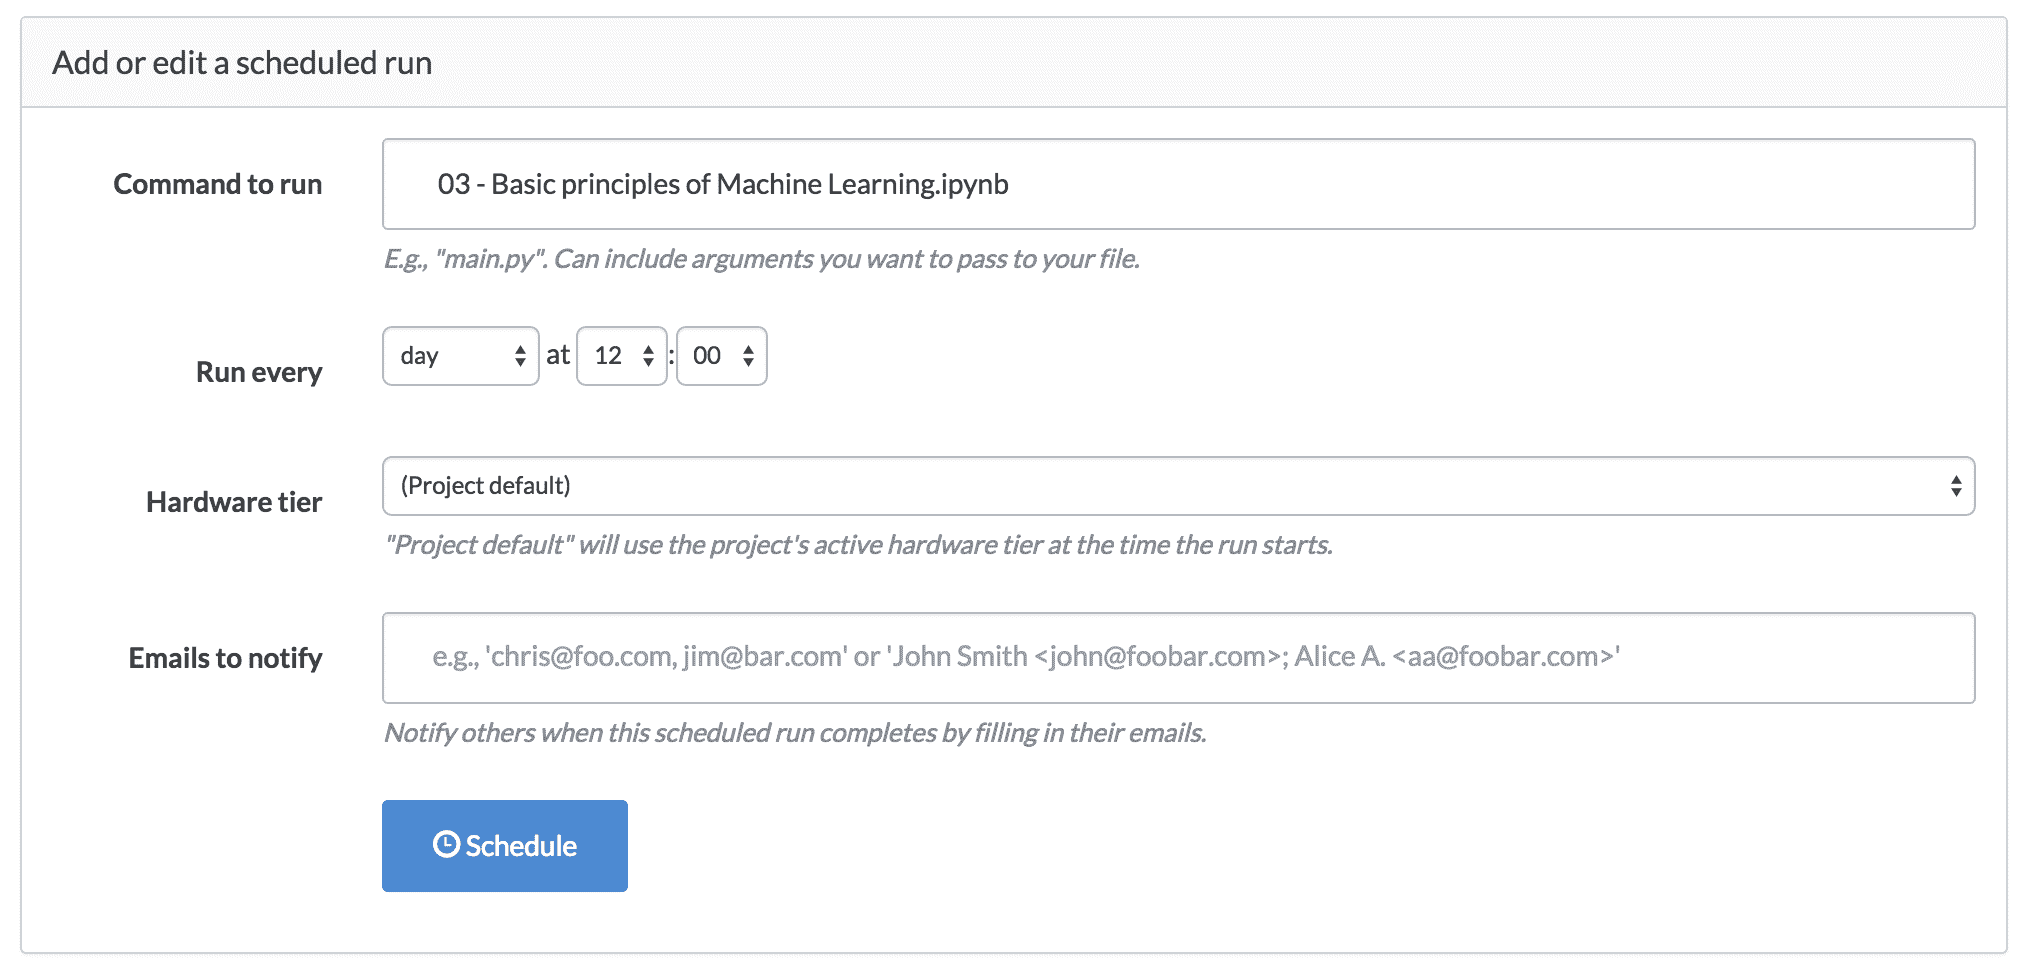 Add or edit a scheduled run
Command to run
03 - Basic principles of Machine Learning.ipynb
E.g., "main.py". Can include arguments you want to pass to your file.
Run every
day at 12 : 00
Hardware tier
(Project default)
"Project default" will use the project's active hardware tier at the time the run starts.
Emails to notify
e.g., 'chris@foo.com, jim@bar.com' or 'John Smith <john@foobar.com>; Alice A. <aa@foobar.com>'
Notify others when this scheduled run completes by filling in their emails.
Schedule